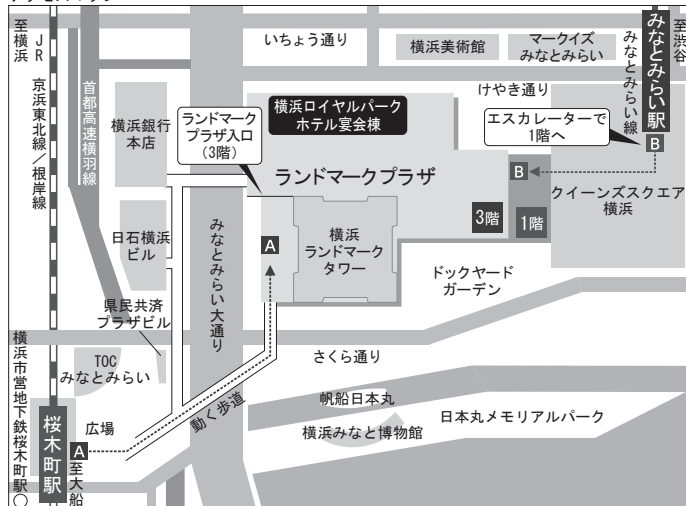 至横浜
JR 京浜東北線／根岸線
首都高速横羽線
いちょう通り
横浜美術館
マークイズ
みなとみらい
みなとみらい線
みなとみらい駅
至渋谷
けやき通り
横浜銀行
本店
ランドマーク
プラザ入口
（3階）
横浜ロイヤルパーク
ホテル宴会棟
エスカレーターで
1階へ
B
B
ランドマークプラザ
クイーンズスクエア
横浜
3階
1階
日石横浜
ビル
みなとみらい大通り
A
横浜
ランドマーク
タワー
ドックヤード
ガーデン
県民共済
プラザビル
さくら通り
TOC
みなとみらい
動く歩道
帆船日本丸
日本丸メモリアルパーク
横浜みなと博物館
広場
A
桜木町駅
横浜市営地下鉄桜木町駅○
至大船